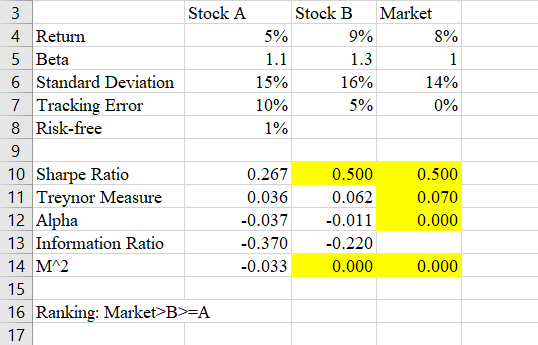 3 Stock A Stock B Market
4 Return 5% 9% 8%
5 Beta 1.1 1.3 1
6 Standard Deviation 15% 16% 14%
7 Tracking Error 10% 5% 0%
8 Risk-free 1%
9
10 Sharpe Ratio 0.267 0.500 0.500
11 Treynor Measure 0.036 0.062 0.070
12 Alpha -0.037 -0.011 0.000
13 Information Ratio -0.370 -0.220
14 M^2 -0.033 0.000 0.000
15
16 Ranking: Market>B>=A
17